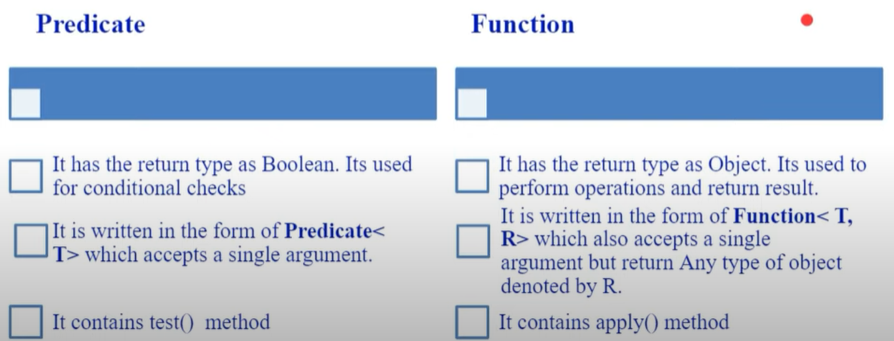 Predicate
It has the return type as Boolean. Its used
for conditional checks
It is written in the form of Predicate<
T> which accepts a single argument.
It contains test() method
Function
It has the return type as Object. Its used to
perform operations and return result.
It is written in the form of Function< T,
R> which also accepts a single
argument but return Any type of object
denoted by R.
It contains apply() method